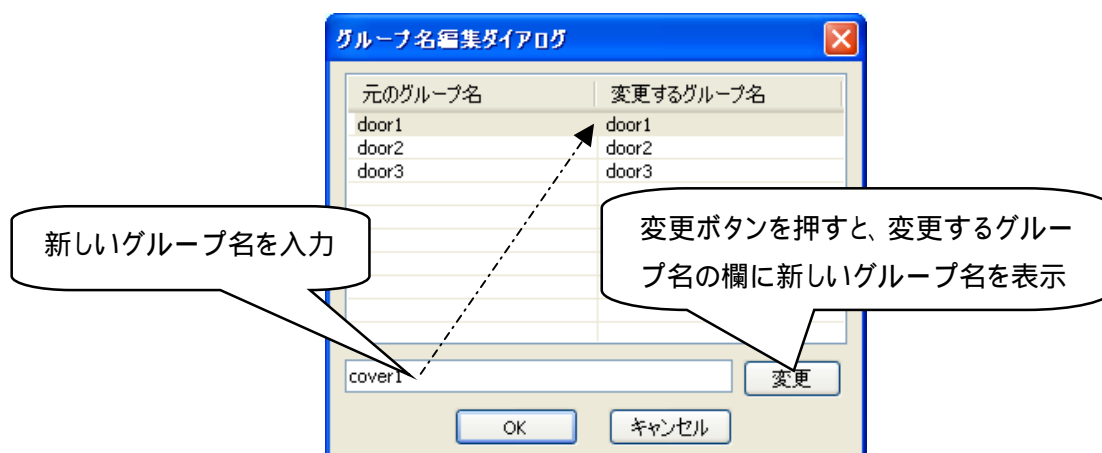 グループ名編集ダイアログ
元のグループ名 変更するグループ名
door1 door1
door2 door2
door3 door3
新しいグループ名を入力
変更ボタンを押すと、変更するグルー
プ名の欄に新しいグループ名を表示
cover1 変更
OK キャンセル